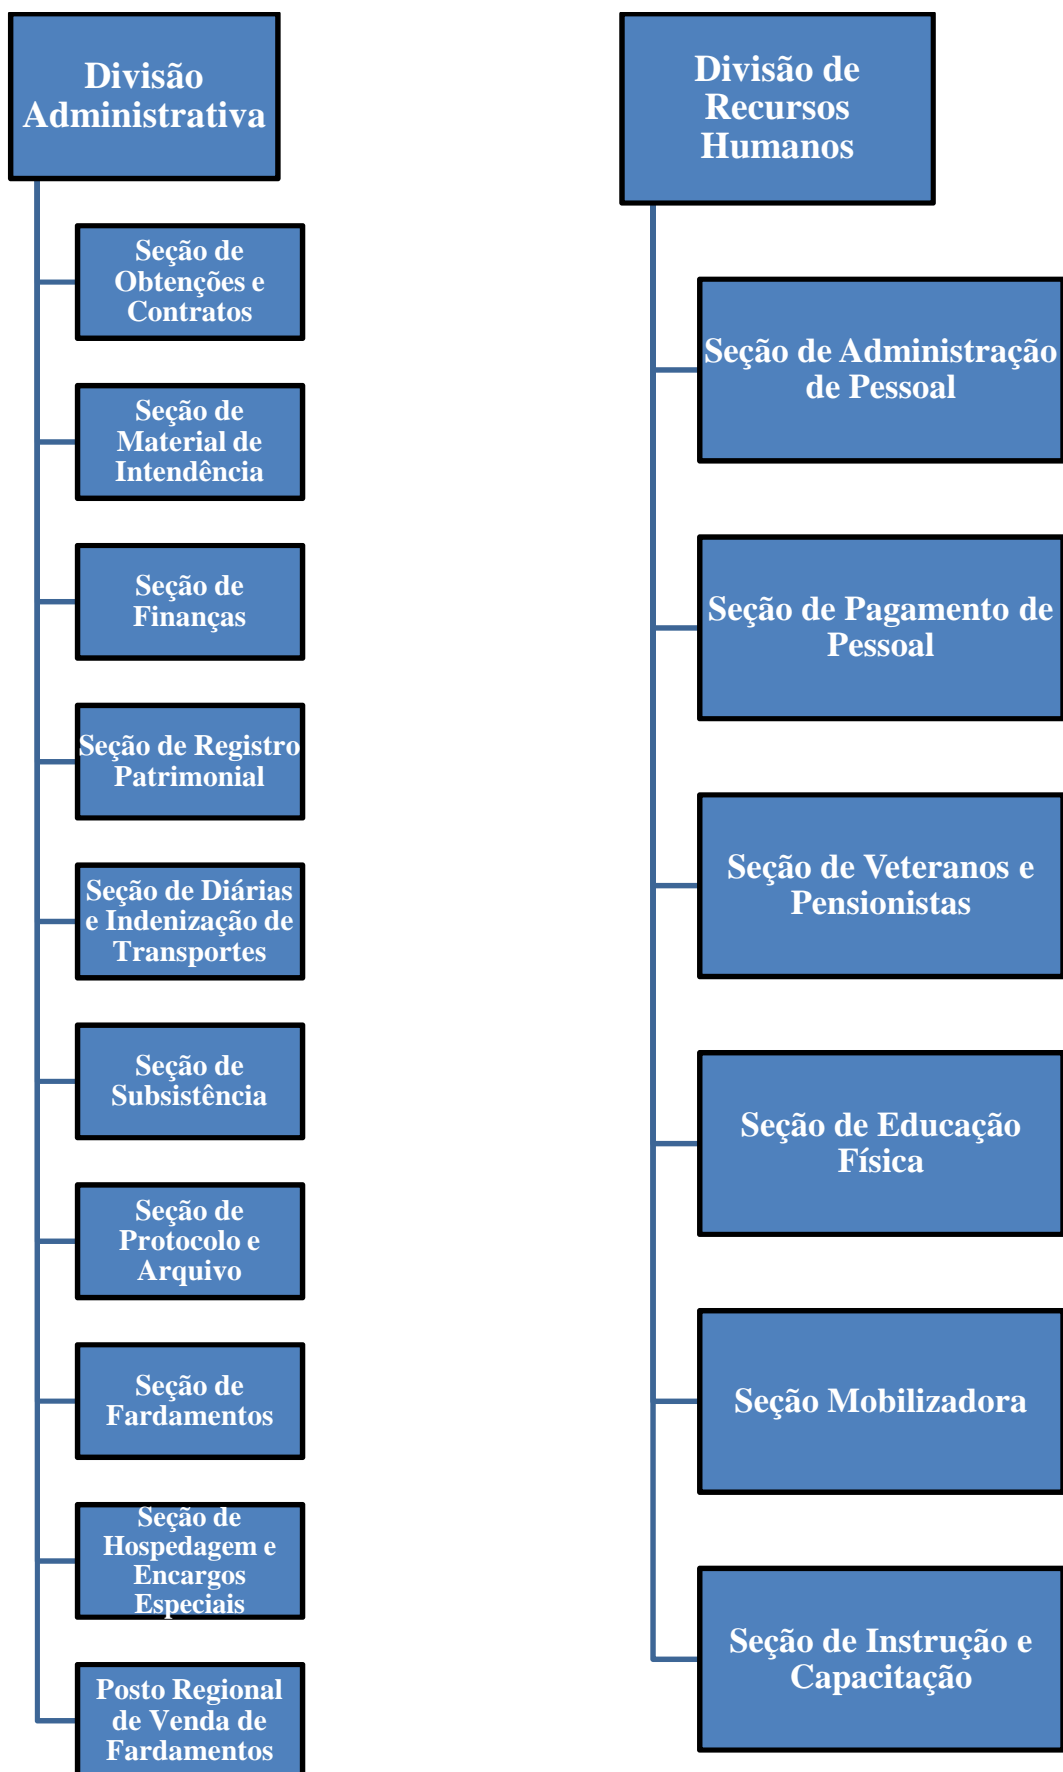 Divisão
Administrativa
Seção de
Obtenções e
Contratos
Seção de
Material de
Intendência
Seção de
Finanças
Seção de Registro
Patrimonial
Seção de Diárias
e Indenização de
Transportes
Seção de
Subsistência
Seção de
Protocolo e
Arquivo
Seção de
Fardamentos
Seção de
Hospedagem e
Encargos
Especiais
Posto Regional
de Venda de
Fardamentos
Divisão de
Recursos
Humanos
Seção de Administração
de Pessoal
Seção de Pagamento de
Pessoal
Seção de Veteranos e
Pensionistas
Seção de Educação
Física
Seção Mobilizadora
Seção de Instrução e
Capacitação